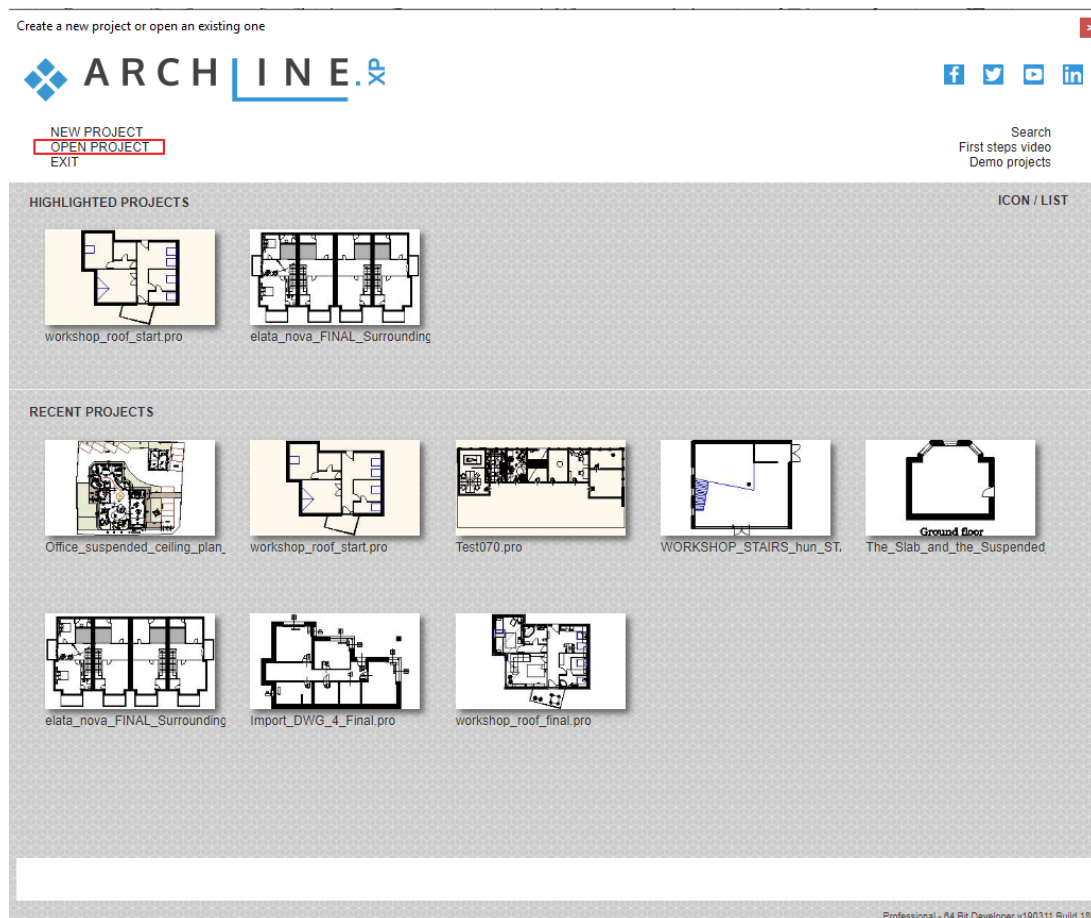 Create a new project or open an existing one
ARCHLINE.XP
NEW PROJECT
OPEN PROJECT
EXIT
Search
First steps video
Demo projects
HIGHLIGHTED PROJECTS
ICON / LIST
workshop_roof_start.pro
elata_nova_FINAL_Surrounding
RECENT PROJECTS
Office_suspended_ceiling_plan_
workshop_roof_start.pro
Test070.pro
WORKSHOP_STAIRS_hun_ST.
Ground floor
The_Slab_and_the_Suspended
elata_nova_FINAL_Surrounding
Import_DWG_4_Final.pro
workshop_roof_final.pro
Professional - 64 Bit Developer v190311 Build 18